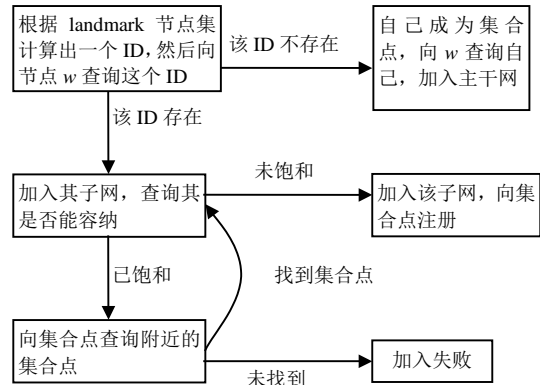 根据 landmark 节点集
计算出一个 ID,然后向
节点 w 查询这个 ID
该 ID 不存在
自己成为集合
点，向 w 查询自
己，加入主干网
该 ID 存在
加入其子网，查询其
是否能容纳
未饱和
加入该子网，向集
合点注册
已饱和
找到集合点
向集合点查询附近的
集合点
未找到
加入失败